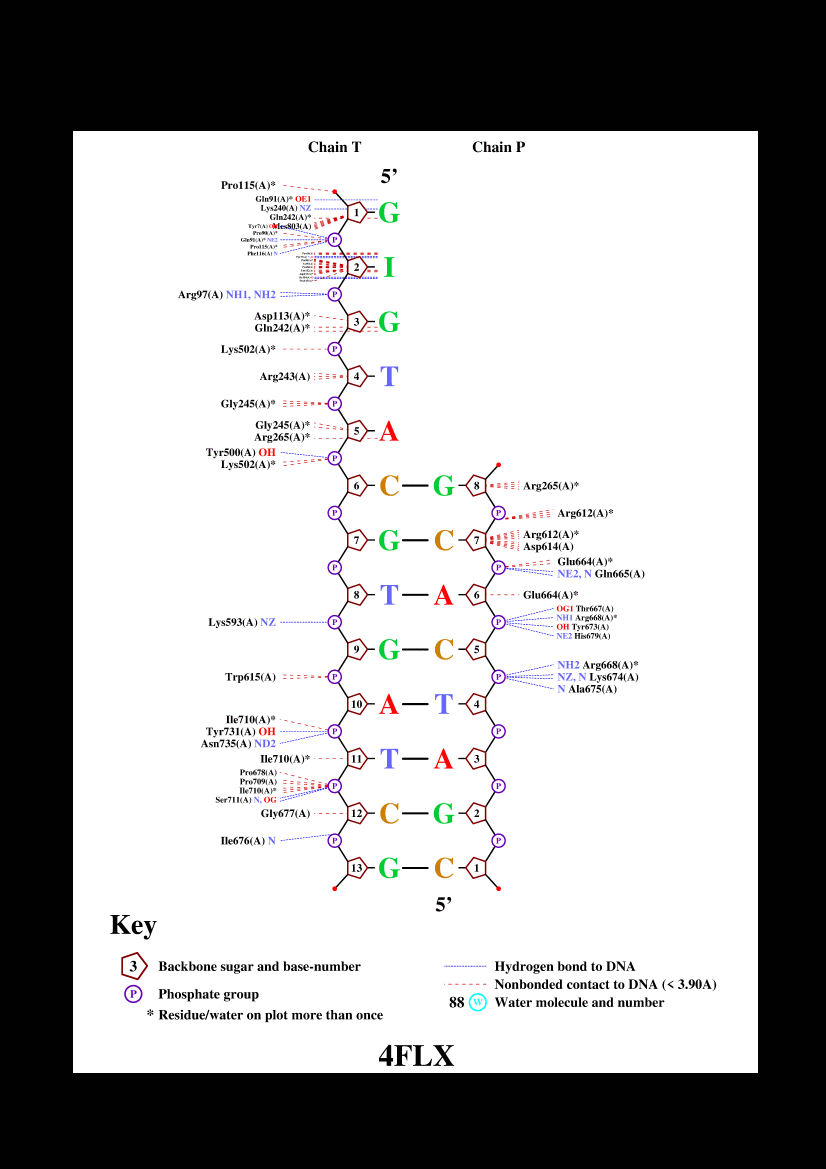 Chain T
Chain P
5’
Pro115(A)*
Gln91(A)* OE1
Lys240(A) NZ
1 G
Gln242(A)*
Mes803(A)
Tyr7(A)
Pro90(A)*
Gln91(A)* NE2
P
Pro115(A)*
Phe116(A) N
2 I
Arg97(A) NH1, NH2 P
Asp113(A)*
3 G
Gln242(A)*
Lys502(A)* P
Arg243(A) 4 T
Gly245(A)* P
Gly245(A)*
5 A
Arg265(A)*
Tyr500(A) OH
P
Lys502(A)*
6 C G 8 Arg265(A)*
P P Arg612(A)*
Arg612(A)*
7 G C 7
Asp614(A)
Glu664(A)*
P P
NE2, N Gln665(A)
8 T A 6 Glu664(A)*
OG1 Thr667(A)
NH1 Arg668(A)*
Lys593(A) NZ P P
OH Tyr673(A)
NE2 His679(A)
9 G C 5
NH2 Arg668(A)*
Trp615(A) P P NZ, N Lys674(A)
N Ala675(A)
10 A T 4
Ile710(A)*
Tyr731(A) OH P P
Asn735(A) ND2
Ile710(A)* 11 T A 3
Pro678(A)
Pro709(A)
P P
Ile710(A)*
Ser711(A) N, OG
Gly677(A) 12 C G 2
Ile676(A) N P P
13 G C 1
5’
Key
3 Backbone sugar and base-number
Hydrogen bond to DNA
Nonbonded contact to DNA (< 3.90A)
P Phosphate group
88 W Water molecule and number
* Residue/water on plot more than once
4FLX